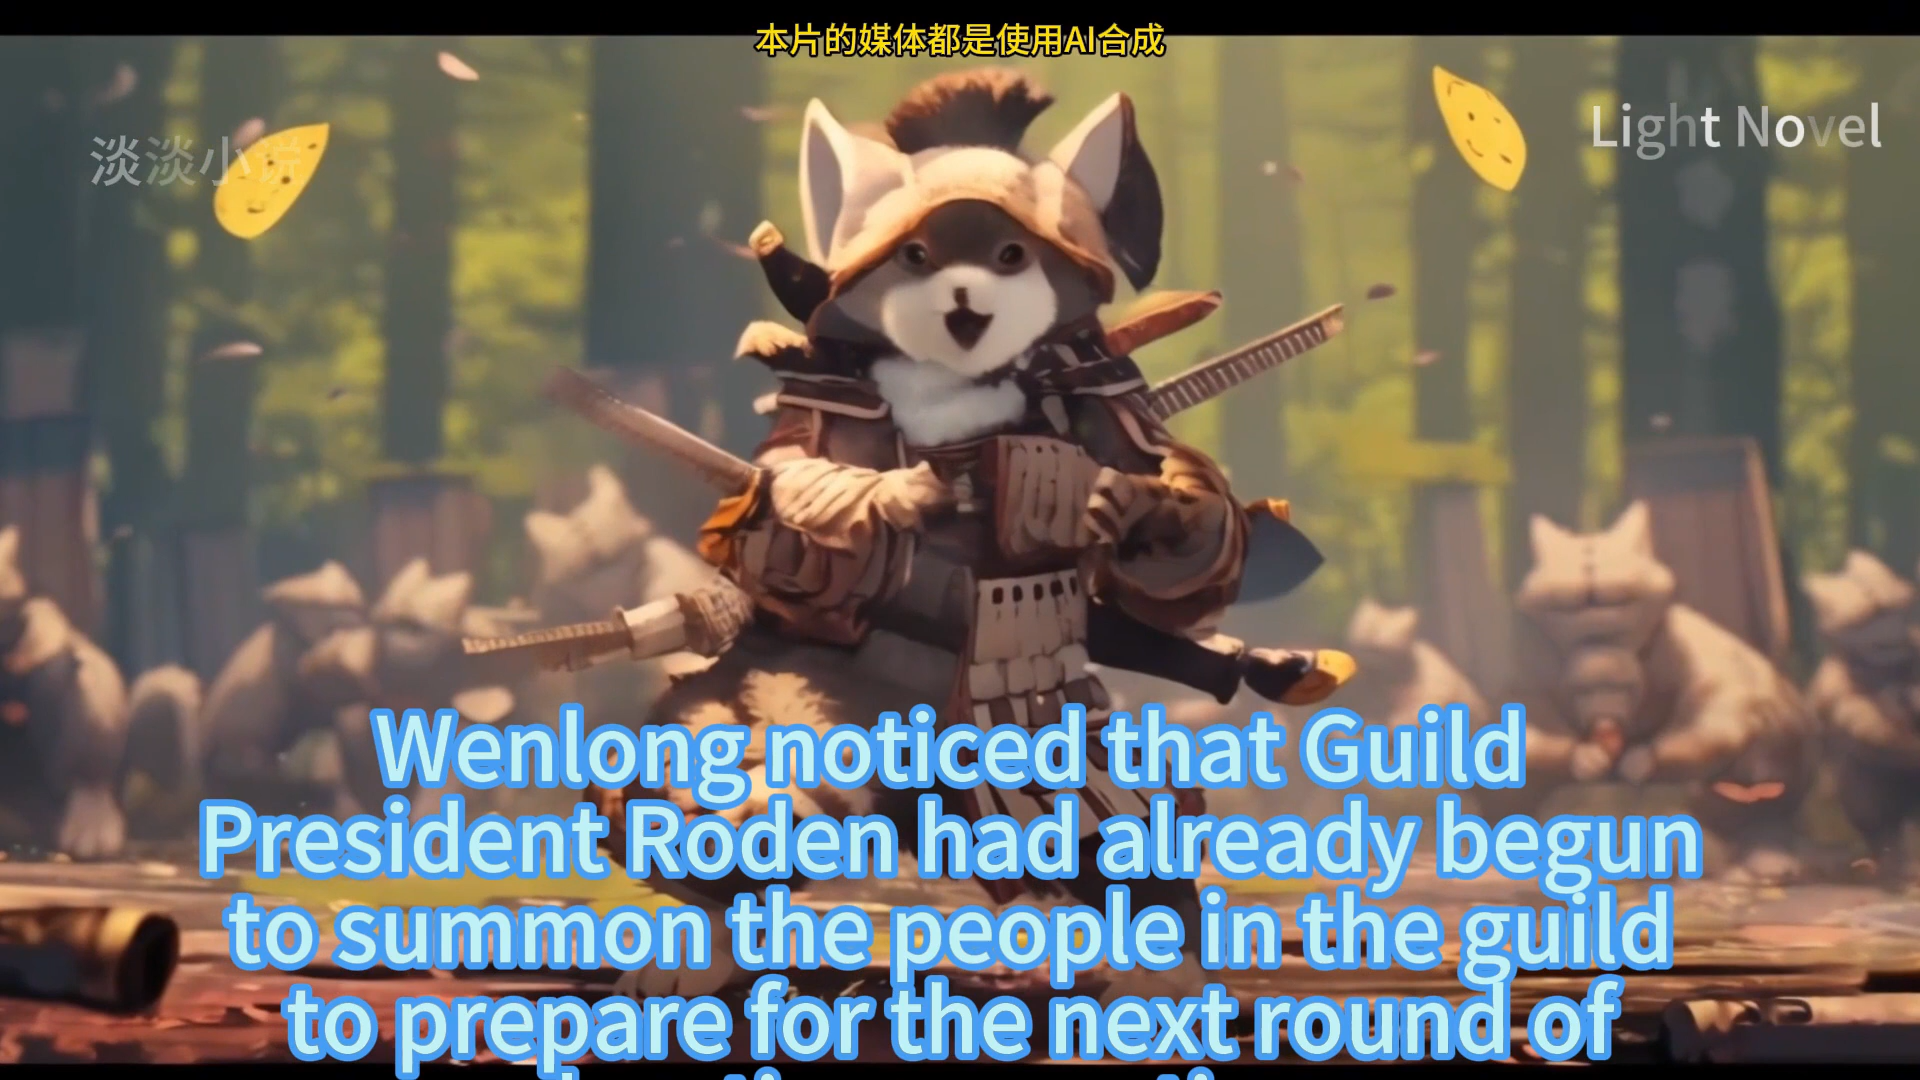 本片的媒体都是使用AI合成
淡淡小说
Light Novel
Wenlong noticed that Guild
President Roden had already begun
to summon the people in the guild
to prepare for the next round of